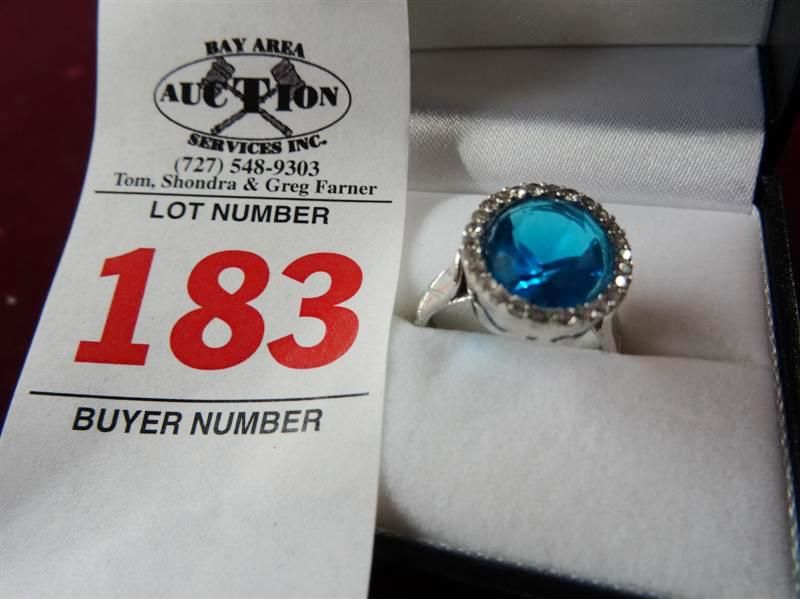 BAY AREA
AUCTION
SERVICES INC.
(727) 548-9303
Tom, Shondra & Greg Farner
LOT NUMBER
183
BUYER NUMBER